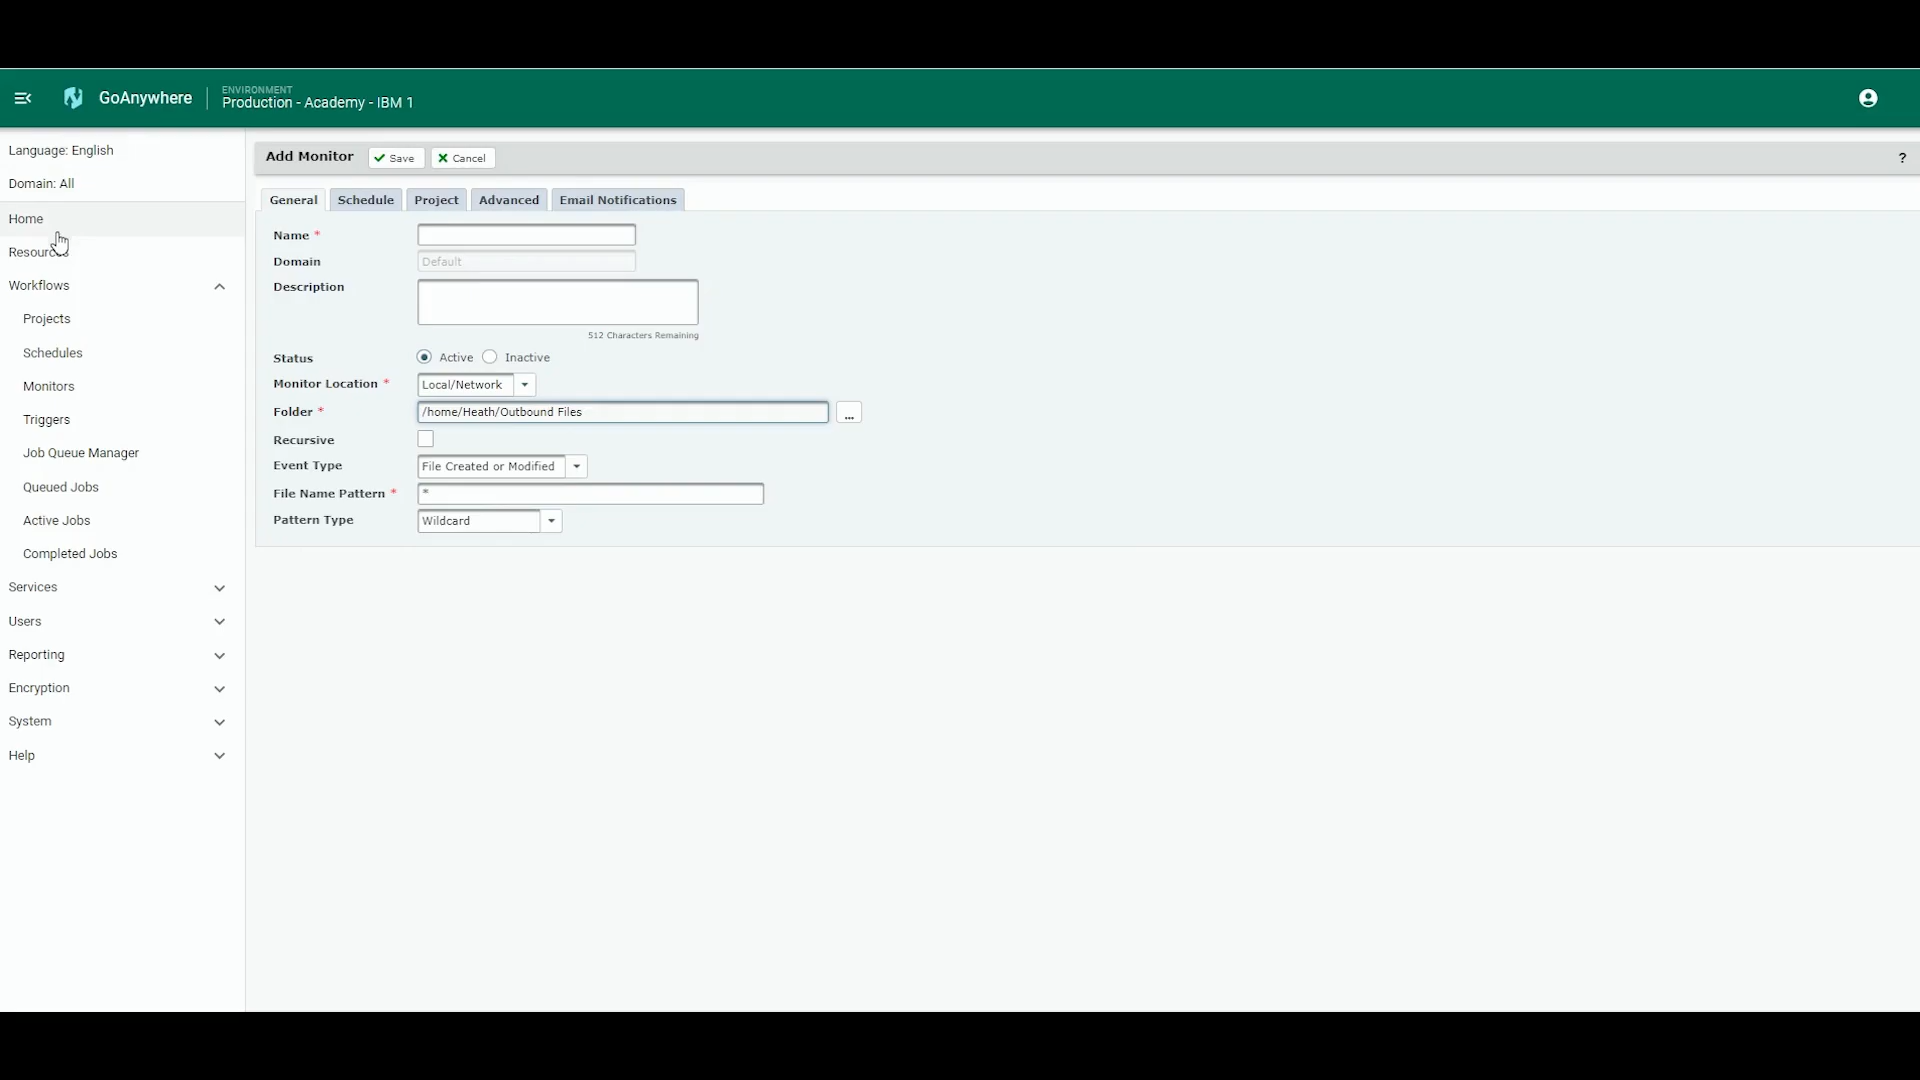 GoAnywhere
ENVIRONMENT
Production - Academy - IBM 1
Language: English
Domain: All
Home
Resources
Workflows
Projects
Schedules
Monitors
Triggers
Job Queue Manager
Queued Jobs
Active Jobs
Completed Jobs
Services
Users
Reporting
Encryption
System
Help
Add Monitor Save Cancel ?
General Schedule Project Advanced Email Notifications
Name *
Domain Default
Description
512 Characters Remaining
Status Active Inactive
Monitor Location * Local/Network
Folder * /home/Heath/Outbound Files ...
Recursive
Event Type File Created or Modified
File Name Pattern * *
Pattern Type Wildcard